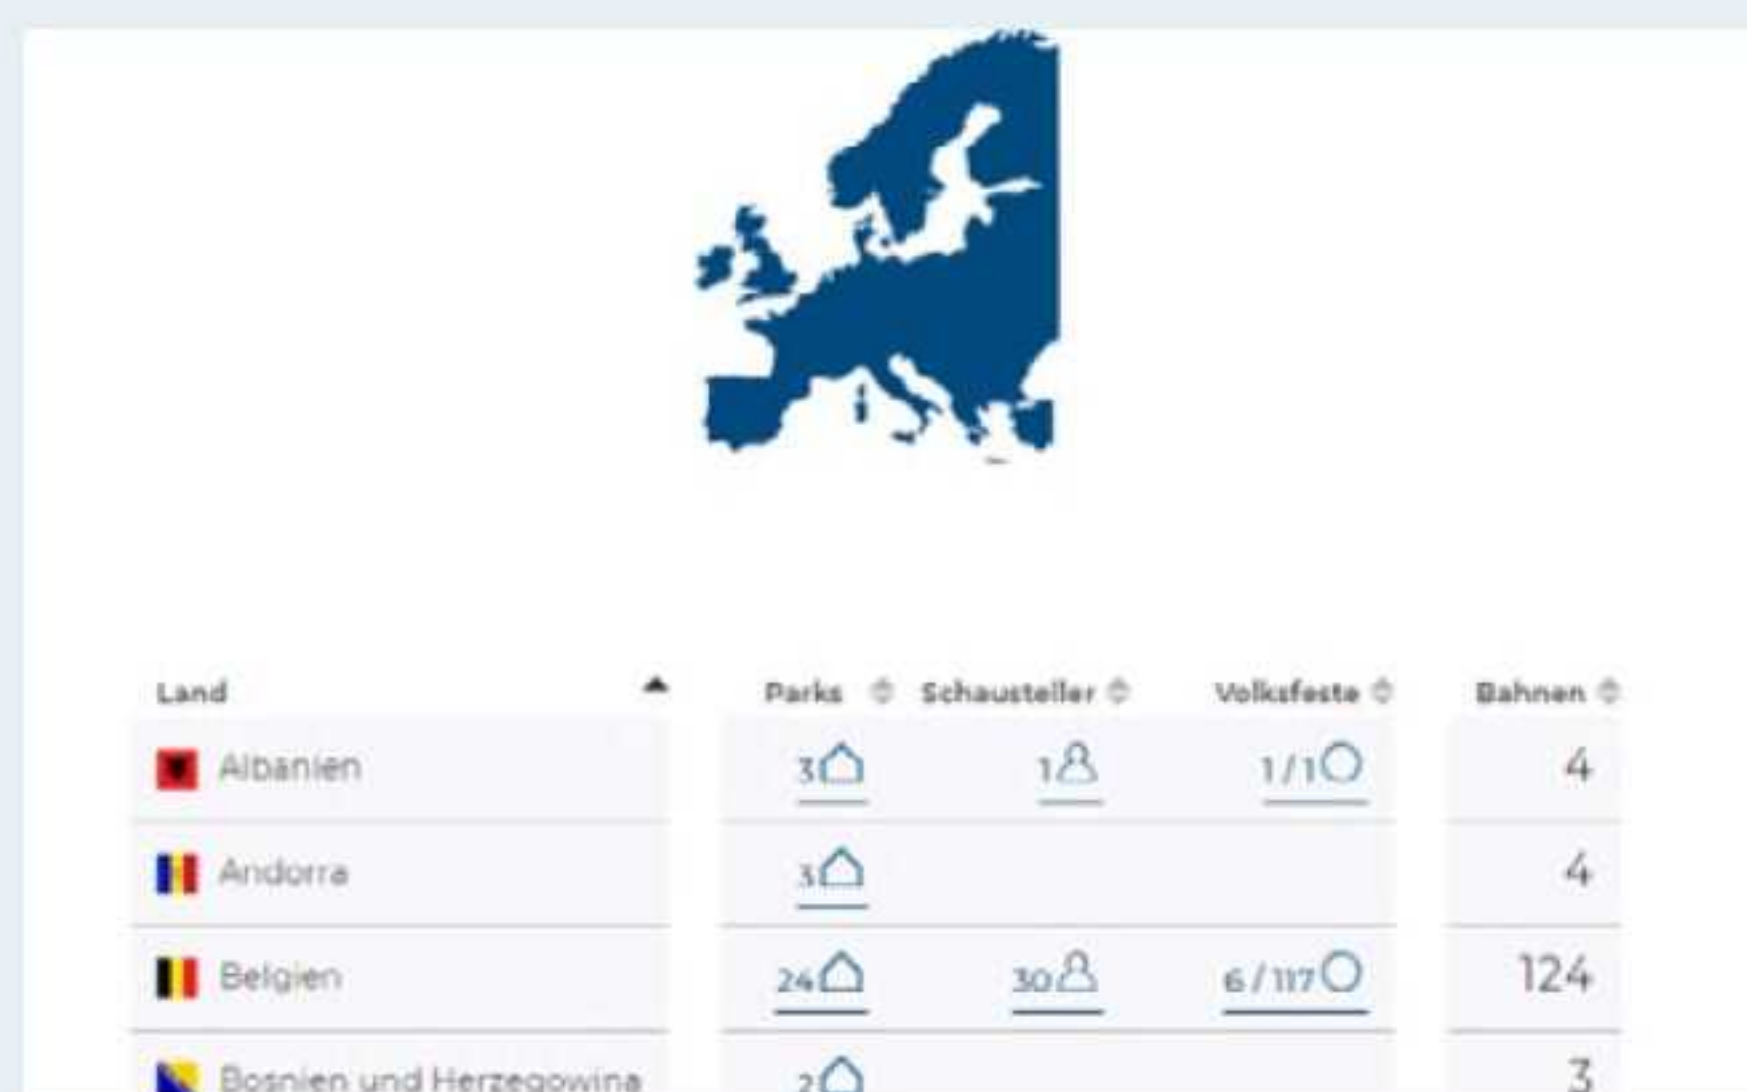 Land Parks Schausteller Volksfeste Bahnen
Albanien 3 1 1/1 4
Andorra 3 4
Belgien 24 30 6/117 124
Bosnien und Herzegowina 2 3